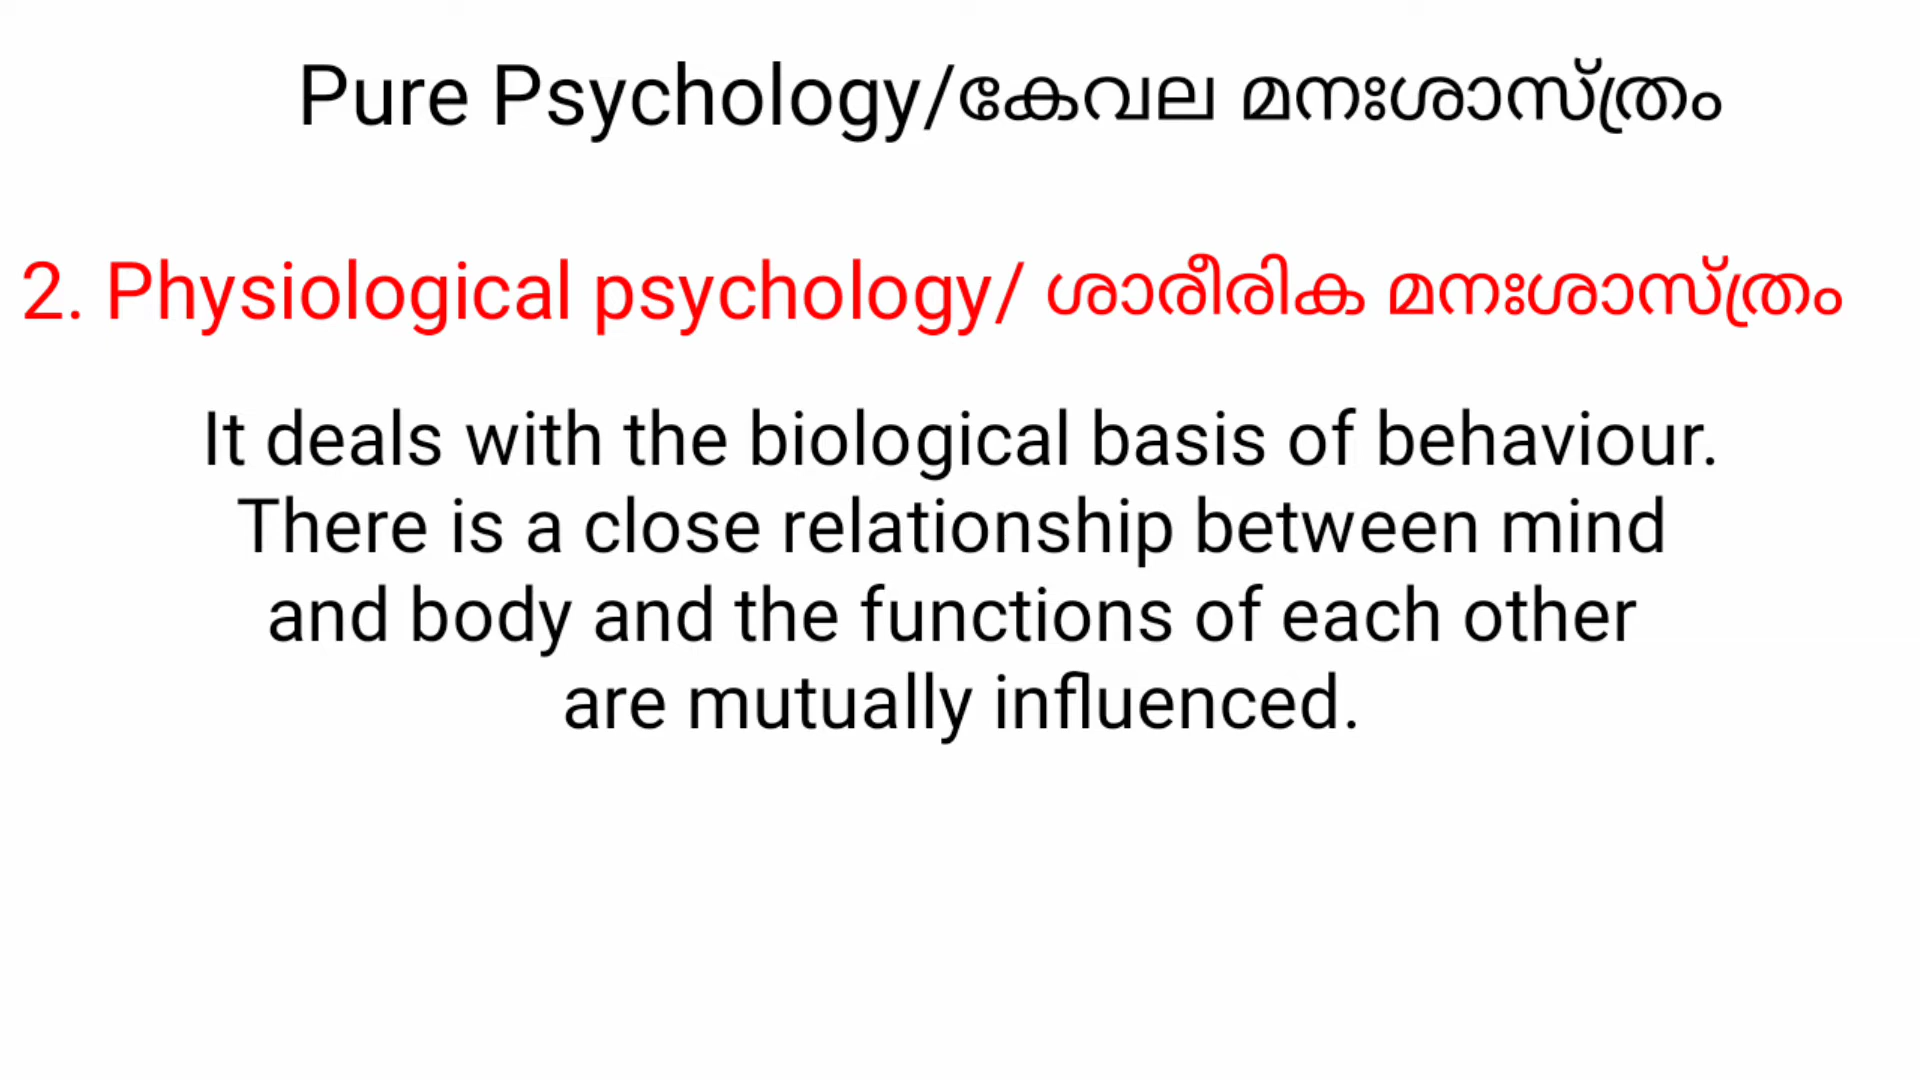 Pure Psychology/കേവല മനഃശാസ്ത്രം
2. Physiological psychology/ ശാരീരിക മനഃശാസ്ത്രം
It deals with the biological basis of behaviour.
There is a close relationship between mind
and body and the functions of each other
are mutually influenced.